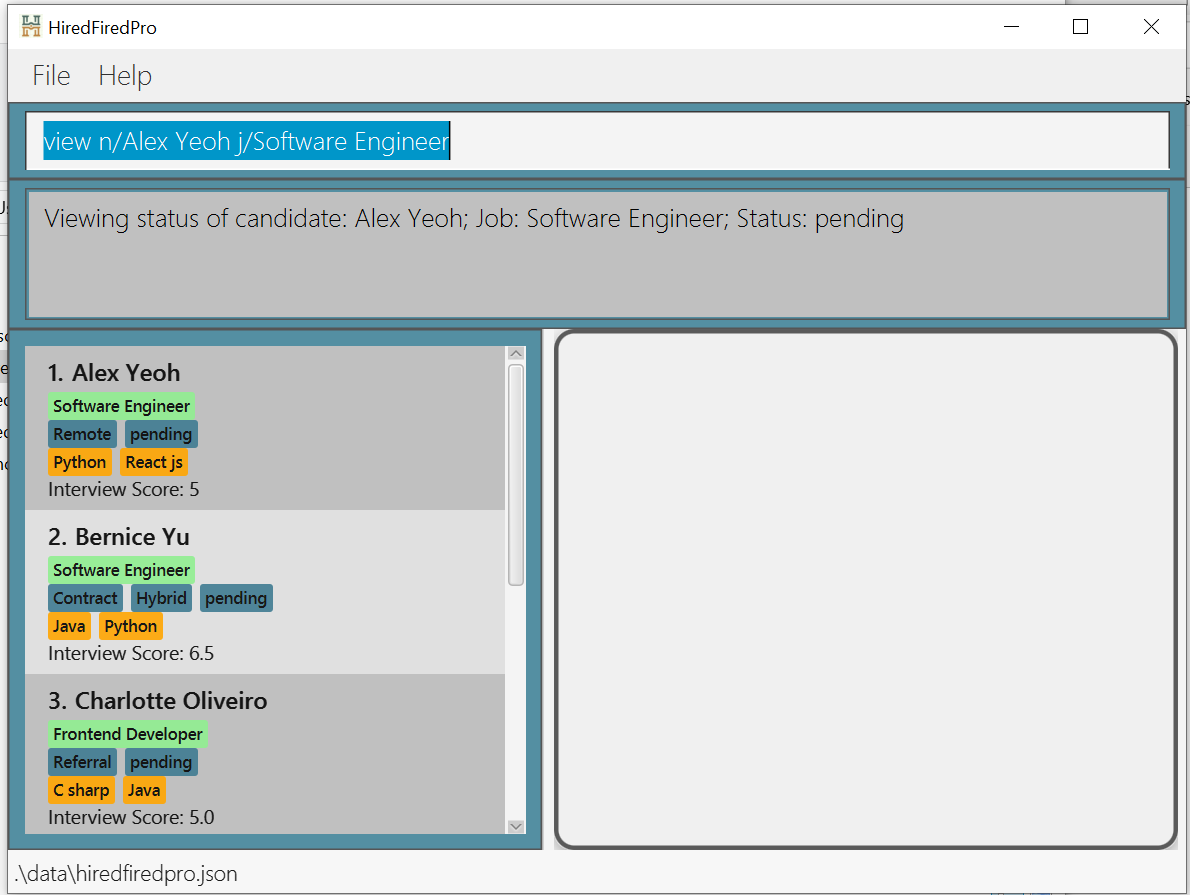 HiredFiredPro
File Help
view n/Alex Yeoh j/Software Engineer
Viewing status of candidate: Alex Yeoh; Job: Software Engineer; Status: pending
1. Alex Yeoh
Software Engineer
Remote pending
Python React js
Interview Score: 5
2. Bernice Yu
Software Engineer
Contract Hybrid pending
Java Python
Interview Score: 6.5
3. Charlotte Oliveiro
Frontend Developer
Referral pending
C sharp Java
Interview Score: 5.0
.\data\hiredfiredpro.json